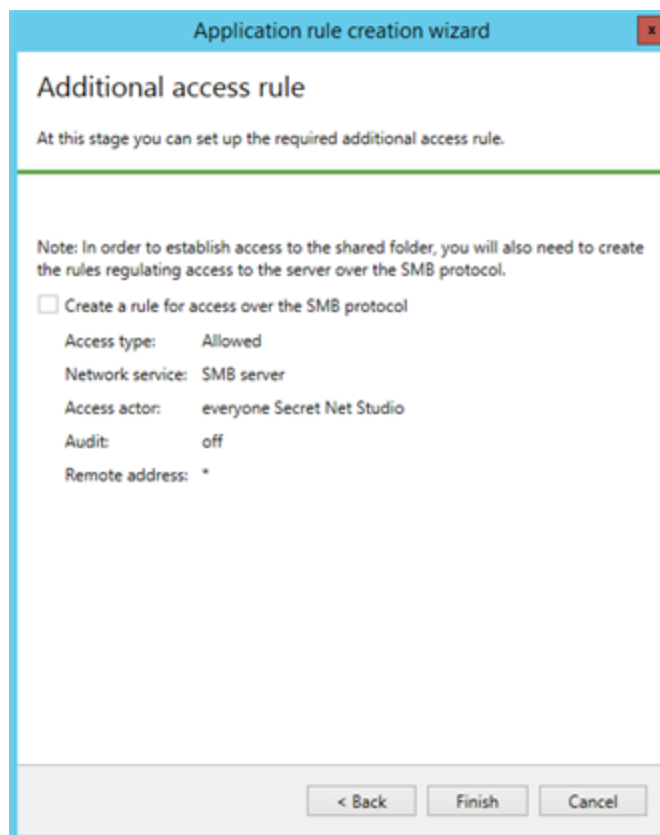 Application rule creation wizard
x
Additional access rule
At this stage you can set up the required additional access rule.
Note: In order to establish access to the shared folder, you will also need to create
the rules regulating access to the server over the SMB protocol.
Create a rule for access over the SMB protocol
Access type: Allowed
Network service: SMB server
Access actor: everyone Secret Net Studio
Audit: off
Remote address: *
< Back Finish Cancel